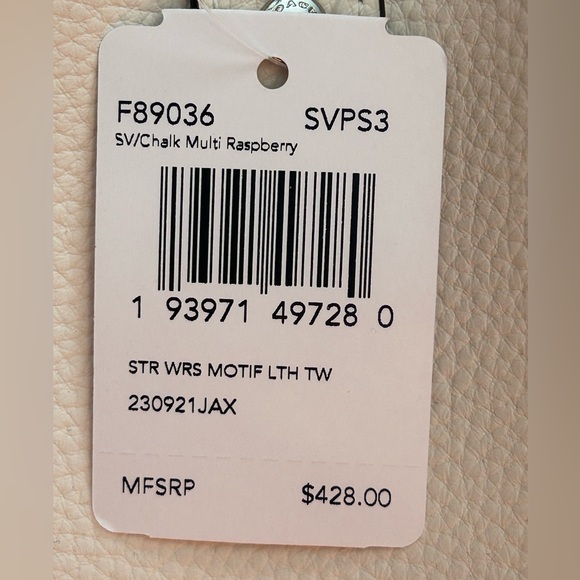 F89036 SVPS3
SV/Chalk Multi Raspberry
1 93971 49728 0
STR WRS MOTIF LTH TW
230921JAX
MFSRP $428.00